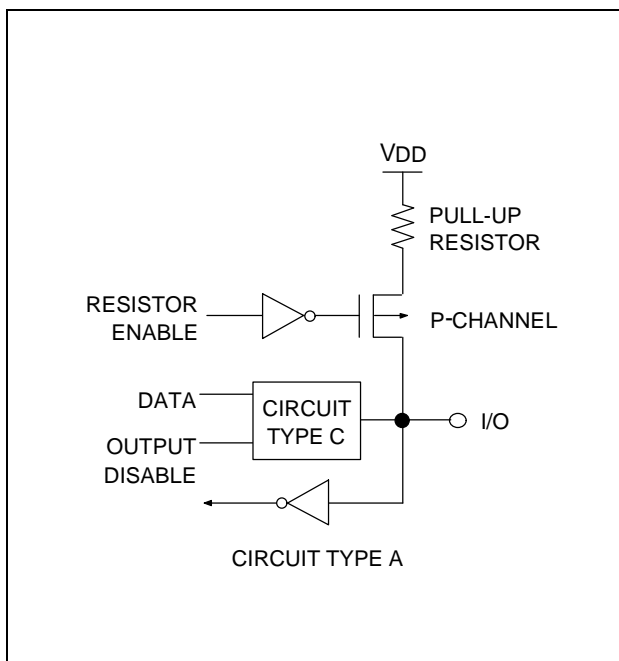 VDD
PULL-UP
RESISTOR
RESISTOR
ENABLE
P-CHANNEL
DATA
CIRCUIT
TYPE C
I/O
OUTPUT
DISABLE
CIRCUIT TYPE A